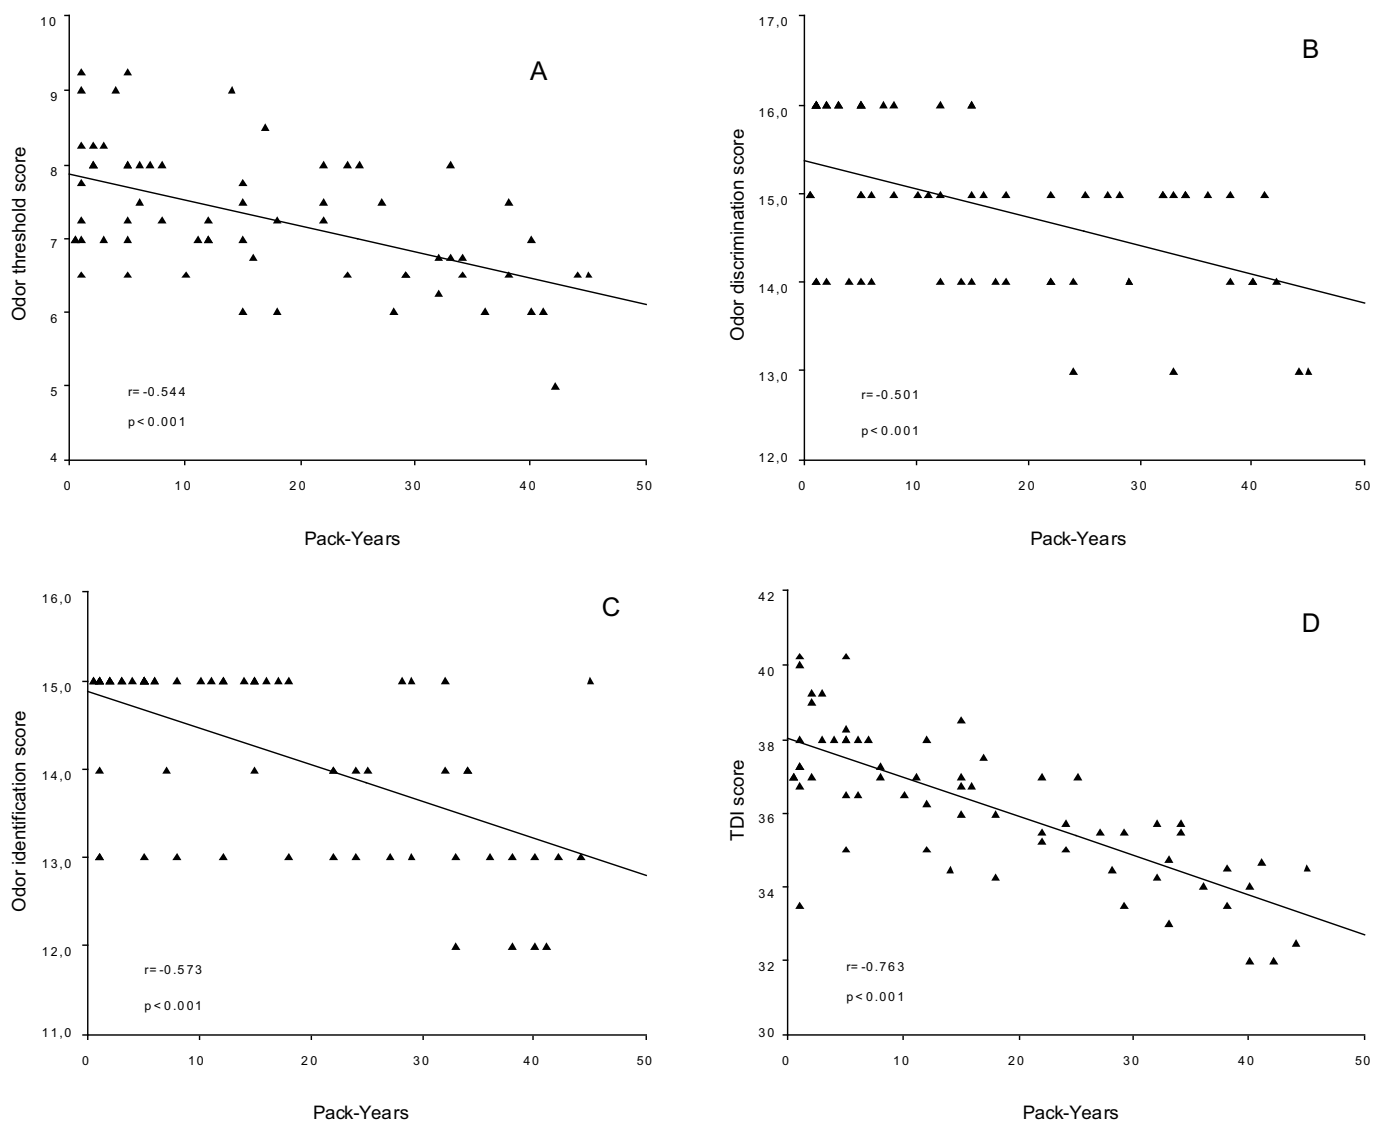 A
10
9
8
7
6
5
4
Odor threshold score
r=-0.544
p<0.001
0 10 20 30 40 50
Pack-Years
B
17,0
16,0
15,0
14,0
13,0
12,0
Odor discrimination score
r=-0.501
p<0.001
0 10 20 30 40 50
Pack-Years
C
16,0
15,0
14,0
13,0
12,0
11,0
Odor identification score
r=-0.573
p<0.001
0 10 20 30 40 50
Pack-Years
D
42
40
38
36
34
32
30
TDI score
r=-0.763
p<0.001
0 10 20 30 40 50
Pack-Years